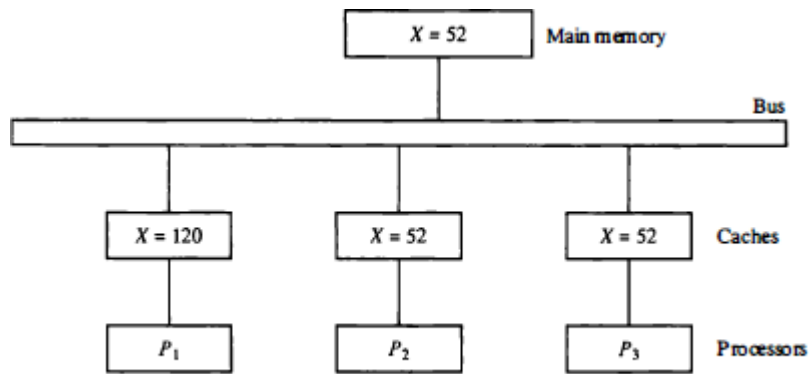 X = 52 Main memory
Bus
X = 120 X = 52 X = 52 Caches
P1 P2 P3 Processors